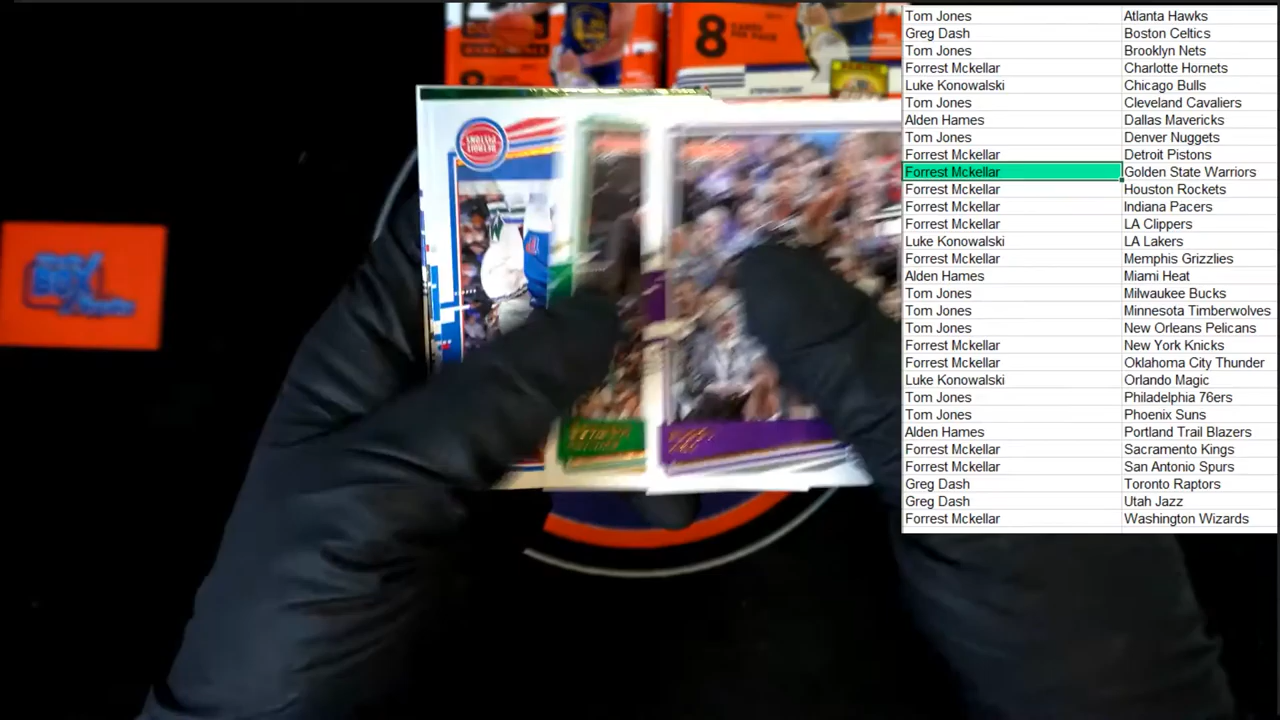 Tom Jones Atlanta Hawks
Greg Dash Boston Celtics
Tom Jones Brooklyn Nets
Forrest Mckellar Charlotte Hornets
Luke Konowalski Chicago Bulls
Tom Jones Cleveland Cavaliers
Alden Hames Dallas Mavericks
Tom Jones Denver Nuggets
Forrest Mckellar Detroit Pistons
Forrest Mckellar Golden State Warriors
Forrest Mckellar Houston Rockets
Forrest Mckellar Indiana Pacers
Forrest Mckellar LA Clippers
Luke Konowalski LA Lakers
Forrest Mckellar Memphis Grizzlies
Alden Hames Miami Heat
Tom Jones Milwaukee Bucks
Tom Jones Minnesota Timberwolves
Tom Jones New Orleans Pelicans
Forrest Mckellar New York Knicks
Forrest Mckellar Oklahoma City Thunder
Luke Konowalski Orlando Magic
Tom Jones Philadelphia 76ers
Tom Jones Phoenix Suns
Alden Hames Portland Trail Blazers
Forrest Mckellar Sacramento Kings
Forrest Mckellar San Antonio Spurs
Greg Dash Toronto Raptors
Greg Dash Utah Jazz
Forrest Mckellar Washington Wizards
8 CARDS PER PACK
BOX